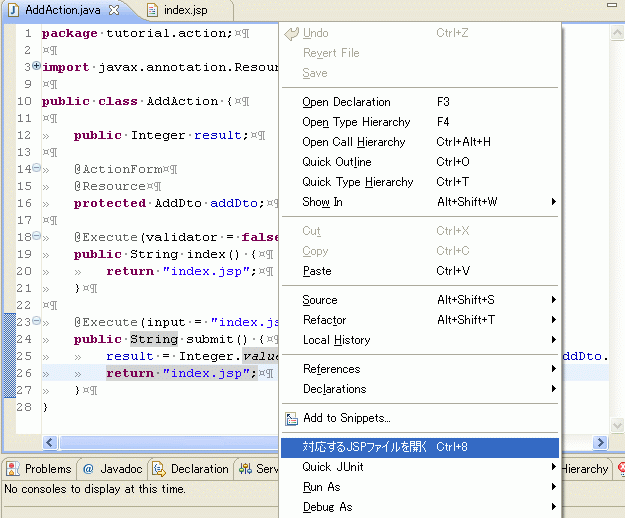 AddAction.java
index.jsp
1 package·tutorial.action;¤¶
2 ¤¶
3 import·javax.annotation.Resour
9 ¤¶
10 public·class·AddAction·{¤¶
11 ¤¶
12 » public·Integer·result;¤¶
13 ¤¶
14 » @ActionForm¤¶
15 » @Resource¤¶
16 » protected·AddDto·addDto;¤¶
17 ¤¶
18 » @Execute(validator·=·false
19 » public·String·index()·{¤¶
20 » » return·"index.jsp";¤¶
21 » }¤¶
22 ¤¶
23 » @Execute(input·=·"index.js
24 » public·String·submit()·{¤¶
25 » » result·=·Integer.value
ddDto.
26 » » return·"index.jsp";¤¶
27 » }¤¶
28 }
Undo Ctrl+Z
Revert File
Save
Open Declaration F3
Open Type Hierarchy F4
Open Call Hierarchy Ctrl+Alt+H
Quick Outline Ctrl+O
Quick Type Hierarchy Ctrl+T
Show In Alt+Shift+W
Cut Ctrl+X
Copy Ctrl+C
Paste Ctrl+V
Source Alt+Shift+S
Refactor Alt+Shift+T
Local History
References
Declarations
Add to Snippets...
対応するJSPファイルを開く Ctrl+8
Quick JUnit
Run As
Debug As
Problems @ Javadoc Declaration Serv
Hierarchy
No consoles to display at this time.